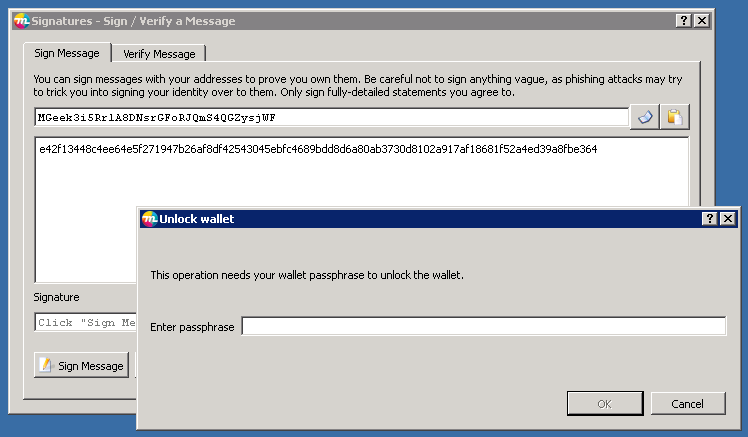 Signatures - Sign / Verify a Message
Sign Message
Verify Message
You can sign messages with your addresses to prove you own them. Be careful not to sign anything vague, as phishing attacks may try
to trick you into signing your identity over to them. Only sign fully-detailed statements you agree to.
MGeek3i5Rr1A8DNsrGFoRJQmS4QGZysjWF
e42f13448c4ee64e5f271947b26af8df42543045ebfc4689bdd8d6a80ab3730d8102a917af18681f52a4ed39a8fbe364
Unlock wallet
This operation needs your wallet passphrase to unlock the wallet.
Signature
Click "Sign Me
Enter passphrase
Sign Message
OK
Cancel